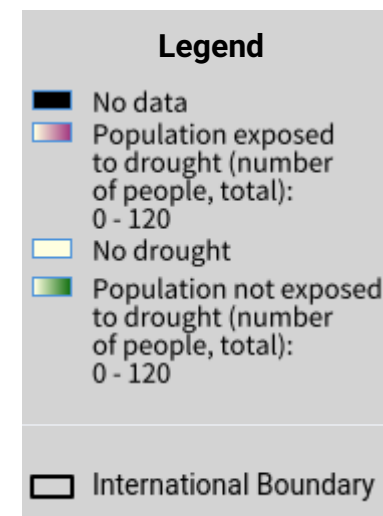 Legend
No data
Population exposed
to drought (number
of people, total):
0 - 120
No drought
Population not exposed
to drought (number
of people, total):
0 - 120
International Boundary